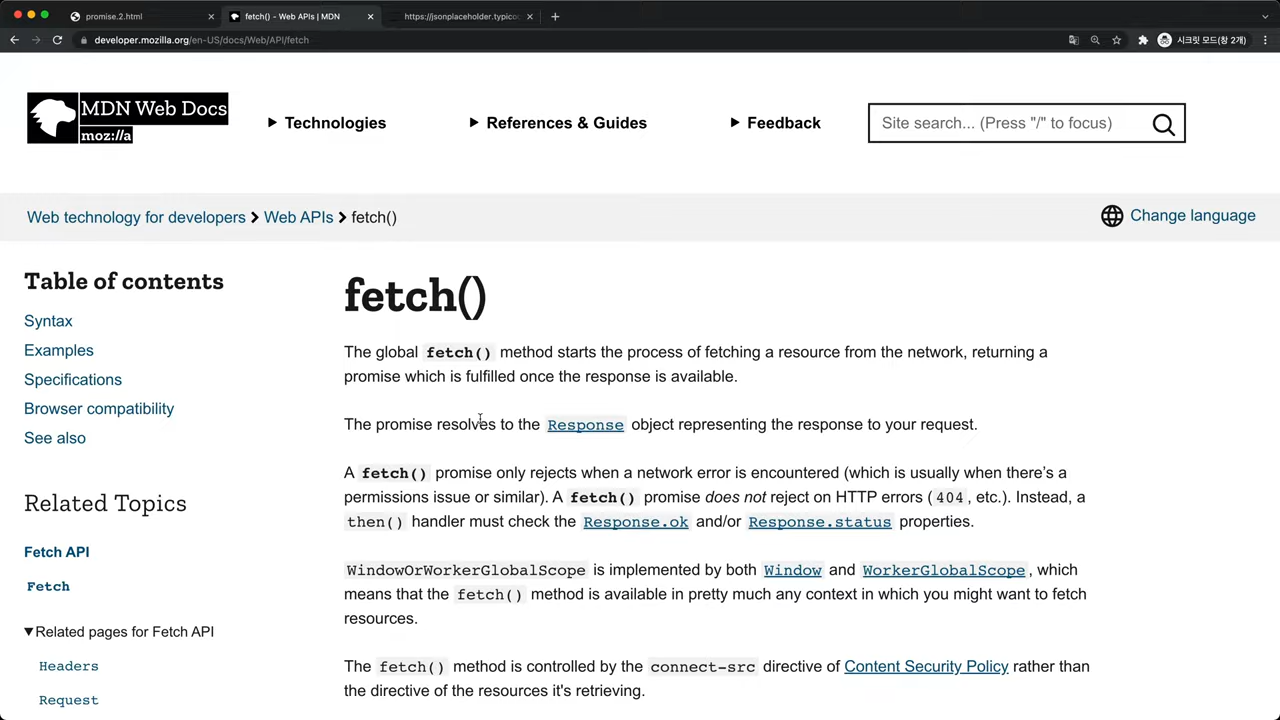 promise.2.html
fetch() - Web APIs | MDN
https://jsonplaceholder.typico
developer.mozilla.org/en-US/docs/Web/API/fetch
시크릿 모드(창 2개)
MDN Web Docs
moz://a
Technologies
References & Guides
Feedback
Site search... (Press "/" to focus)
Web technology for developers
Web APIs
fetch()
Change language
Table of contents
Syntax
Examples
Specifications
Browser compatibility
See also
Related Topics
Fetch API
Fetch
Related pages for Fetch API
Headers
Request
fetch()
The global fetch() method starts the process of fetching a resource from the network, returning a
promise which is fulfilled once the response is available.
The promise resolves to the Response object representing the response to your request.
A fetch() promise only rejects when a network error is encountered (which is usually when there's a
permissions issue or similar). A fetch() promise does not reject on HTTP errors (404, etc.). Instead, a
then() handler must check the Response.ok and/or Response.status properties.
WindowOrWorkerGlobalScope is implemented by both Window and WorkerGlobalScope, which
means that the fetch() method is available in pretty much any context in which you might want to fetch
resources.
The fetch() method is controlled by the connect-src directive of Content Security Policy rather than
the directive of the resources it's retrieving.